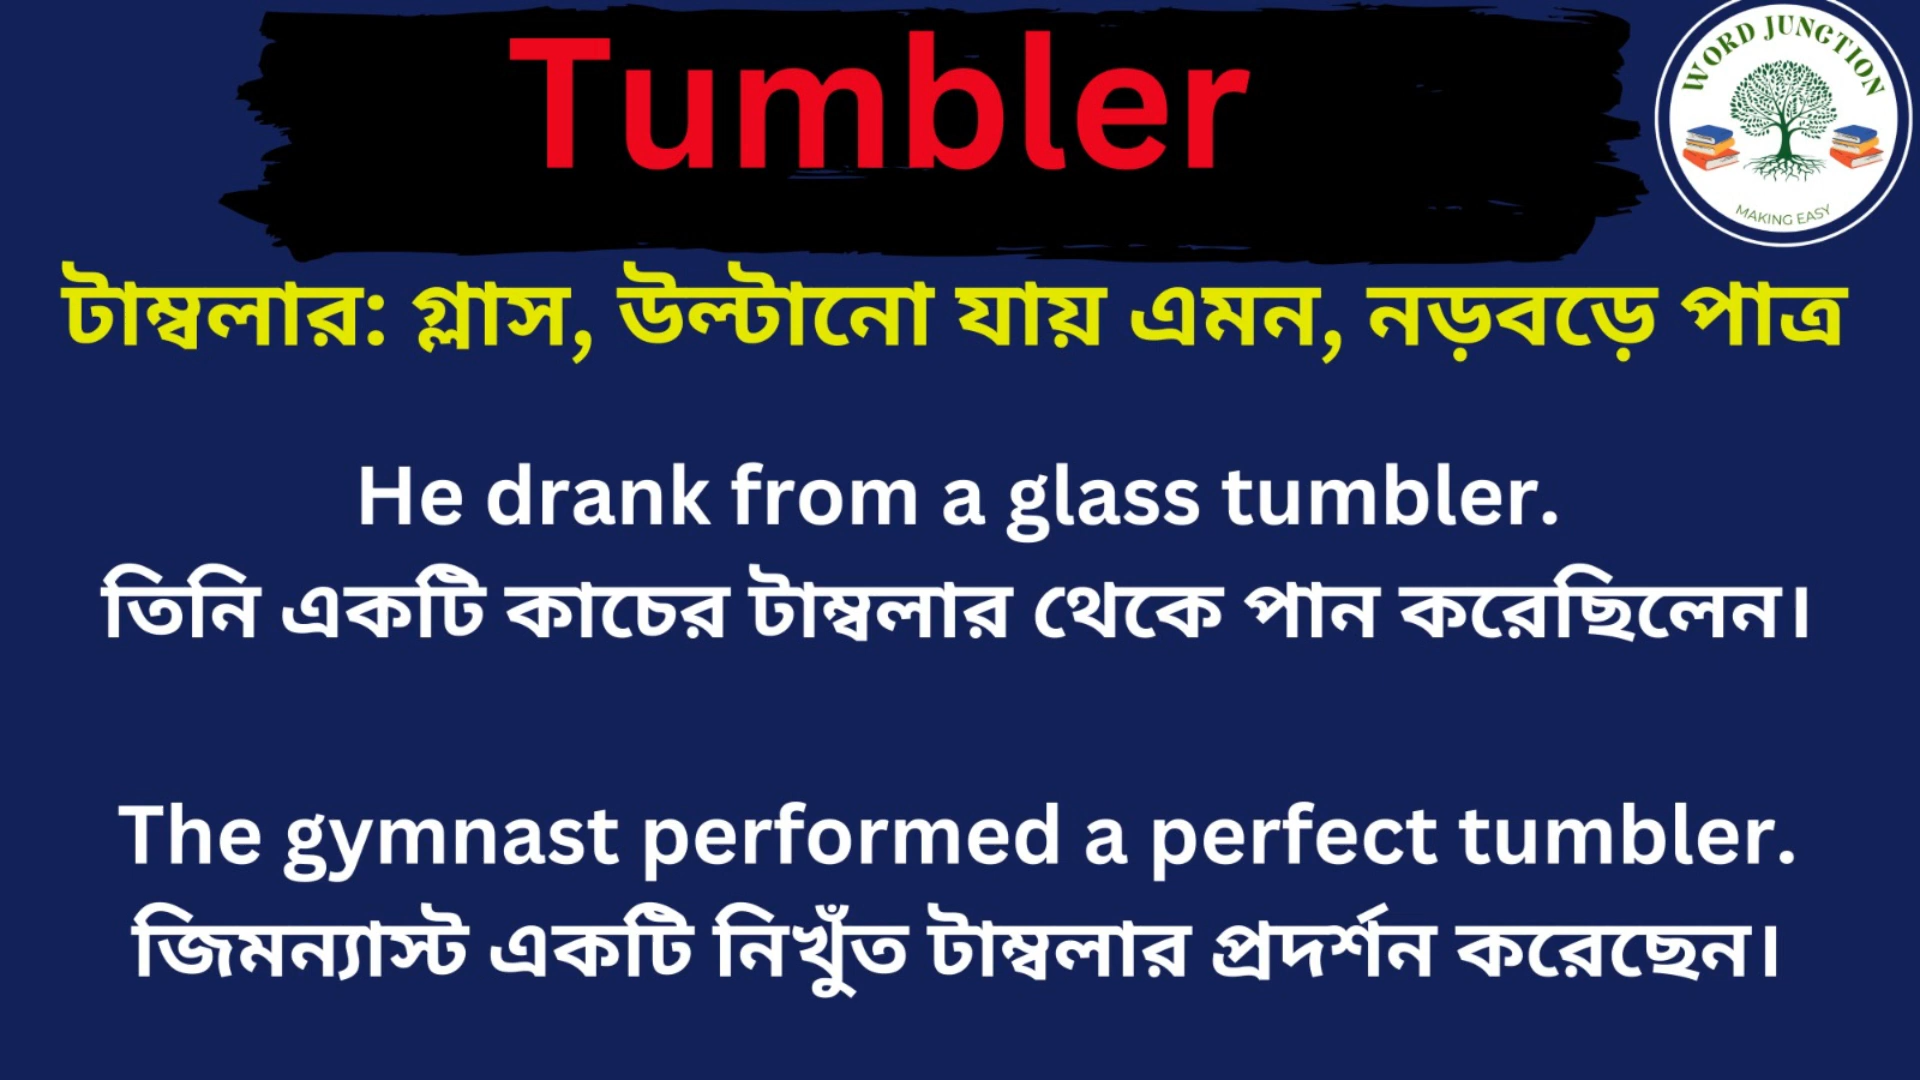 Tumbler
WORD JUNCTION
MAKING EASY
টাম্বলার: গ্লাস, উল্টানো যায় এমন, নড়বড়ে পাত্র
He drank from a glass tumbler.
তিনি একটি কাচের টাম্বলার থেকে পান করেছিলেন।
The gymnast performed a perfect tumbler.
জিমন্যাস্ট একটি নিখুঁত টাম্বলার প্রদর্শন করেছেন।